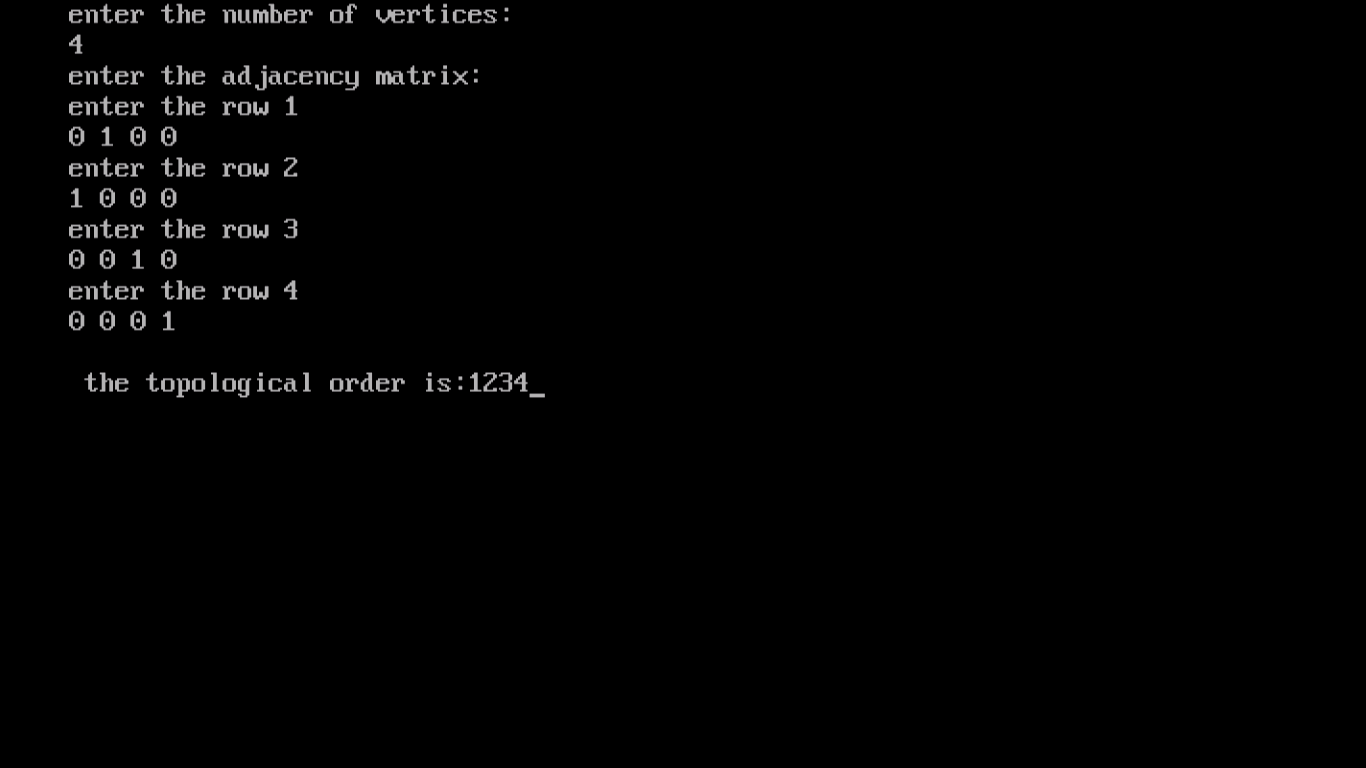 enter the number of vertices:
4
enter the adjacency matrix:
enter the row 1
0 1 0 0
enter the row 2
1 0 0 0
enter the row 3
0 0 1 0
enter the row 4
0 0 0 1
the topological order is:1234_